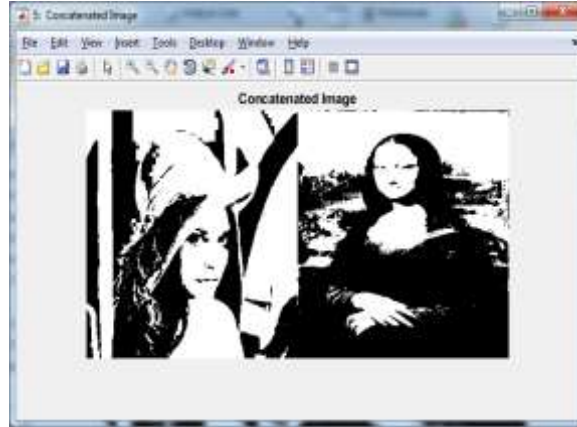 5: Concatenated Image
File Edit View Insert Tools Desktop Window Help
Concatenated Image